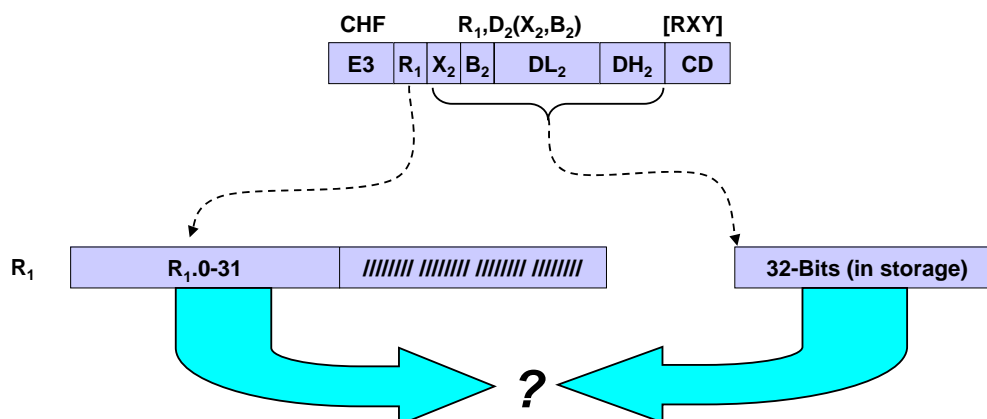 CHF R₁,D₂(X₂,B₂) [RXY]
E3 R₁ X₂ B₂ DL₂ DH₂ CD
R₁ R₁.0-31 //////// //////// //////// //////// 32-Bits (in storage)
?